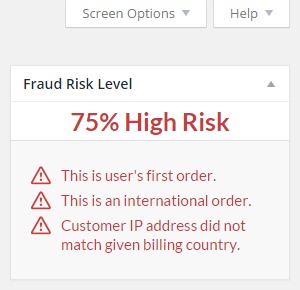 Screen Options Help
Fraud Risk Level
75% High Risk
This is user's first order.
This is an international order.
Customer IP address did not
match given billing country.